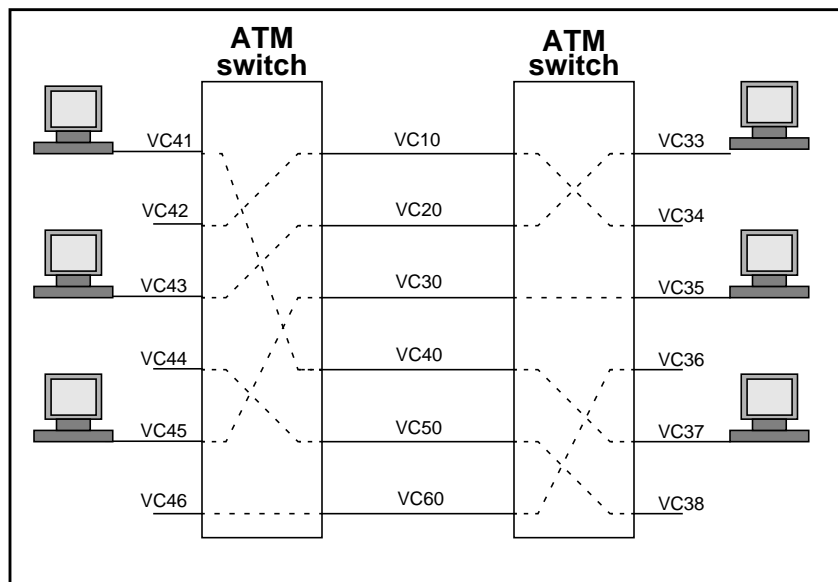 ATM
switch
ATM
switch
VC41
VC10
VC33
VC42
VC20
VC34
VC43
VC30
VC35
VC44
VC40
VC36
VC45
VC50
VC37
VC46
VC60
VC38